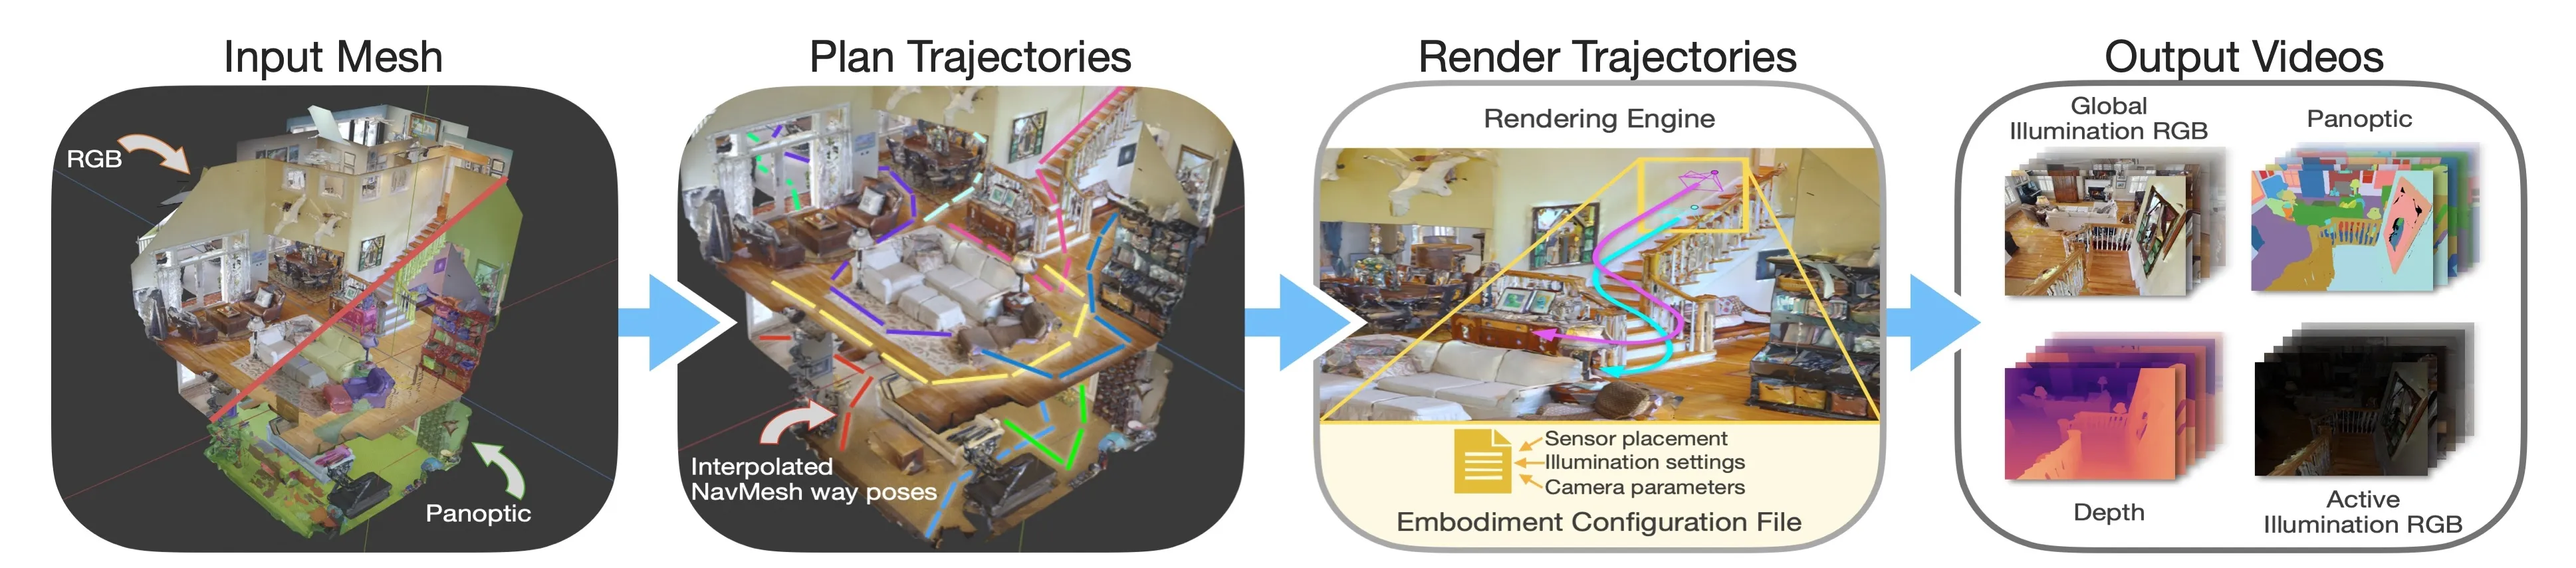 Input Mesh
RGB
Panoptic
Plan Trajectories
Interpolated
NavMesh way poses
Render Trajectories
Rendering Engine
Sensor placement
Illumination settings
Camera parameters
Embodiment Configuration File
Output Videos
Global
Illumination RGB
Panoptic
Depth
Active
Illumination RGB